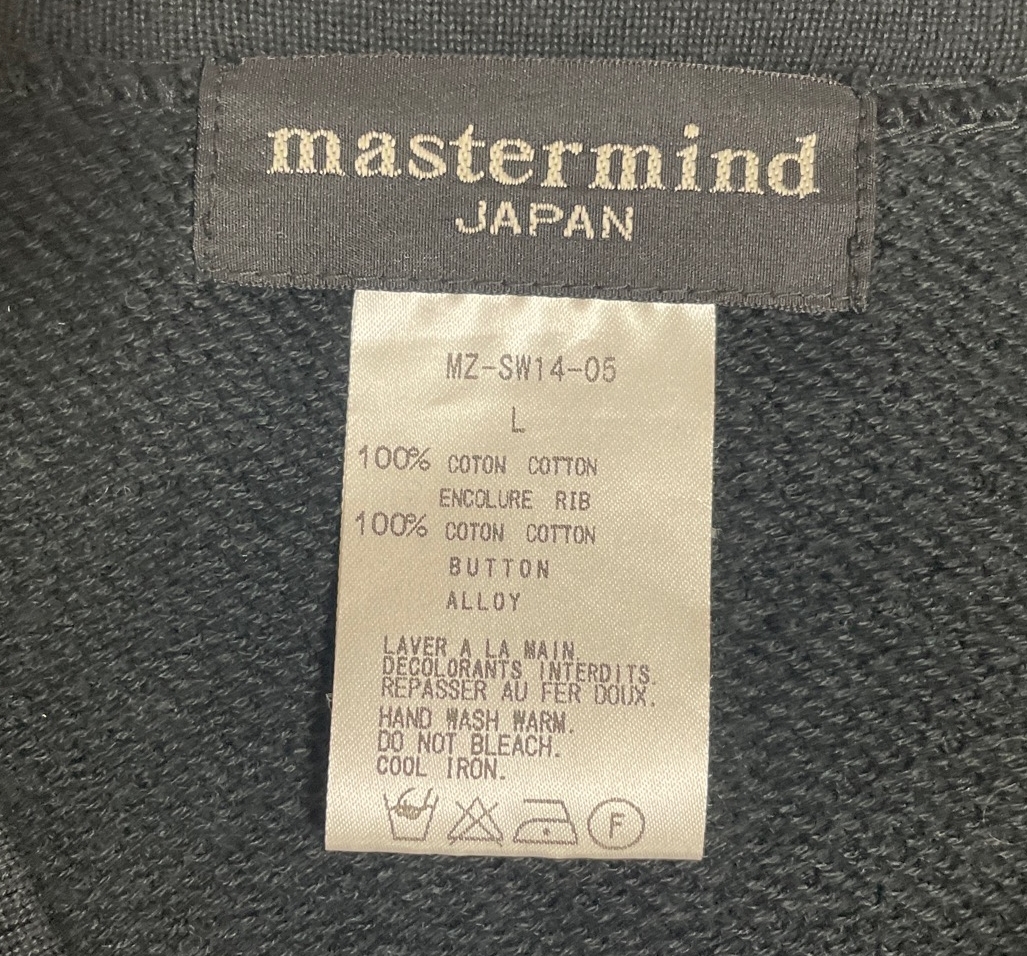 mastermind
JAPAN
MZ-SW14-05
L
100% COTON COTTON
ENCOLURE RIB
100% COTON COTTON
BUTTON
ALLOY
LAVER A LA MAIN.
DECOLORANTS INTERDITS.
REPASSER AU FER DOUX.
HAND WASH WARM.
DO NOT BLEACH.
COOL IRON.
F